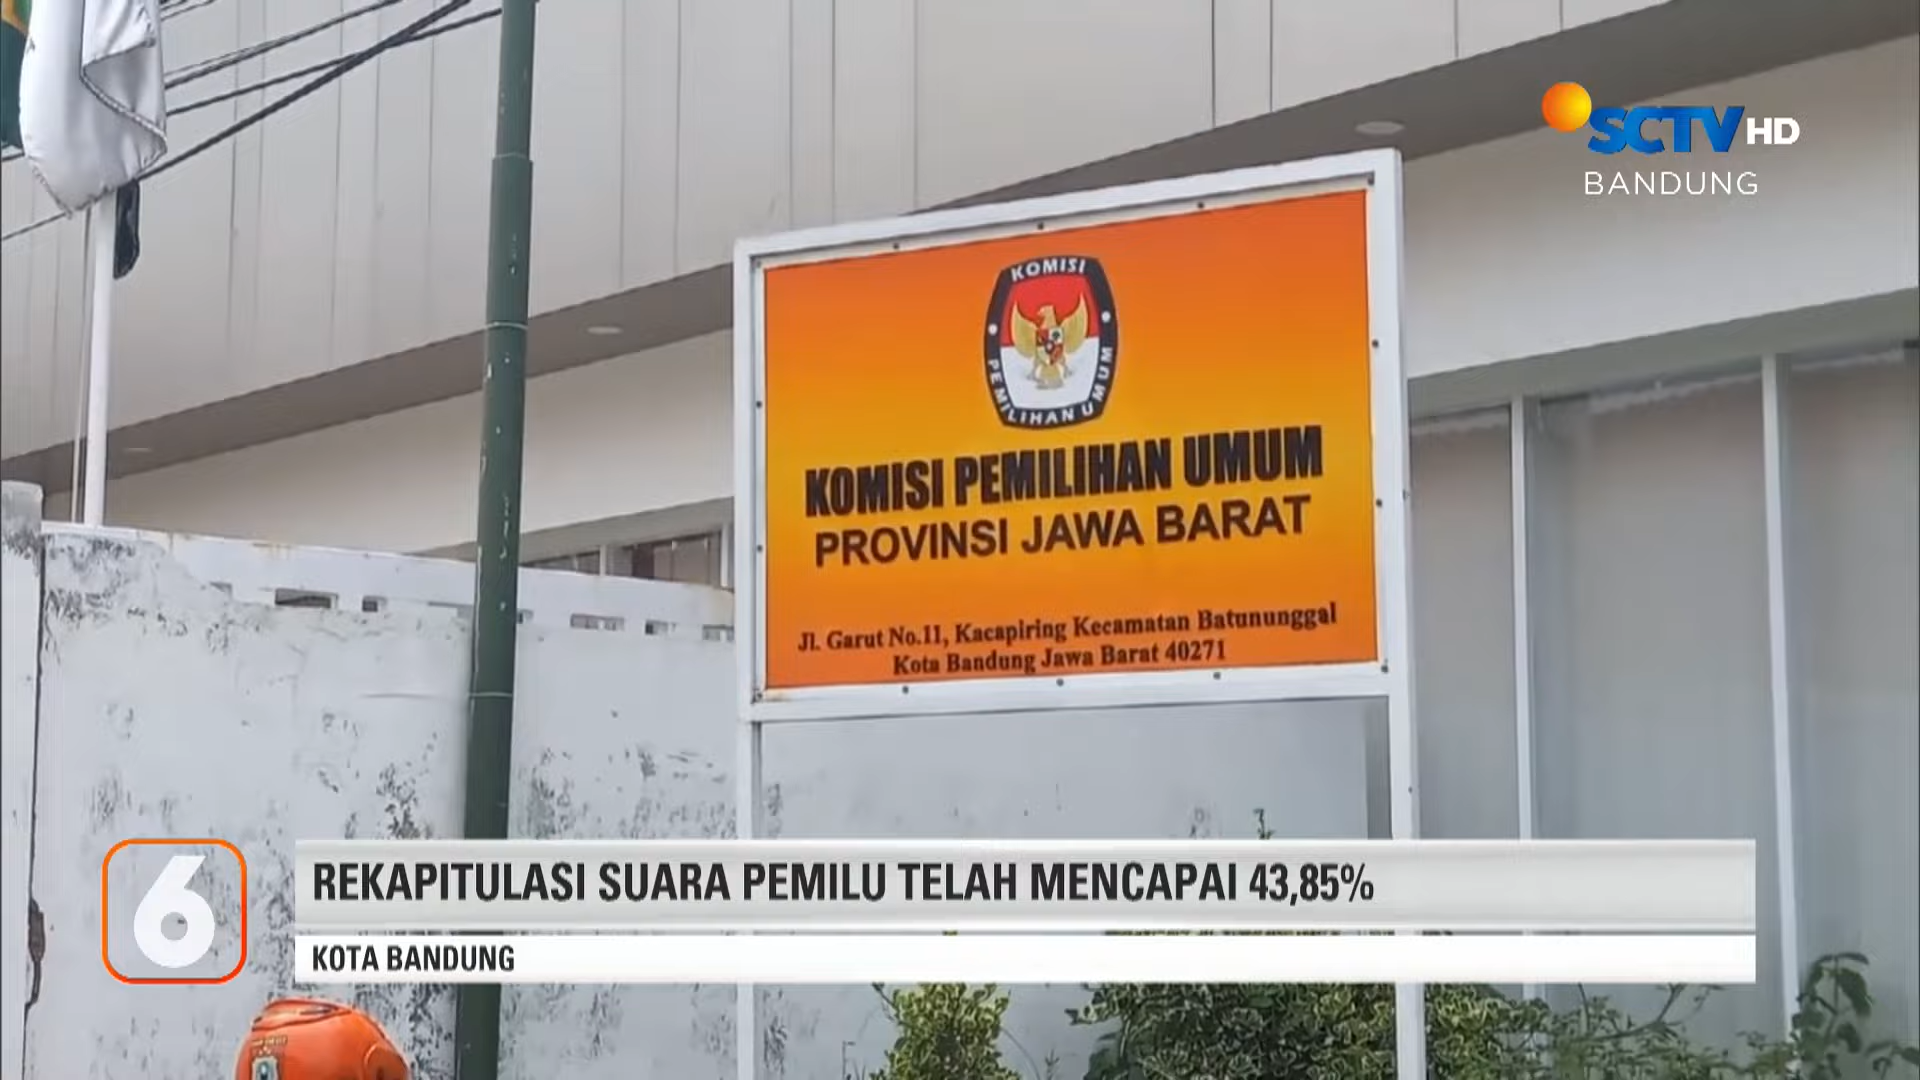 SCTV HD
BANDUNG
KOMISI
PEMILIHAN UMUM
KOMISI PEMILIHAN UMUM
PROVINSI JAWA BARAT
Jl. Garut No.11, Kacapiring Kecamatan Batununggal
Kota Bandung Jawa Barat 40271
6
REKAPITULASI SUARA PEMILU TELAH MENCAPAI 43,85%
KOTA BANDUNG